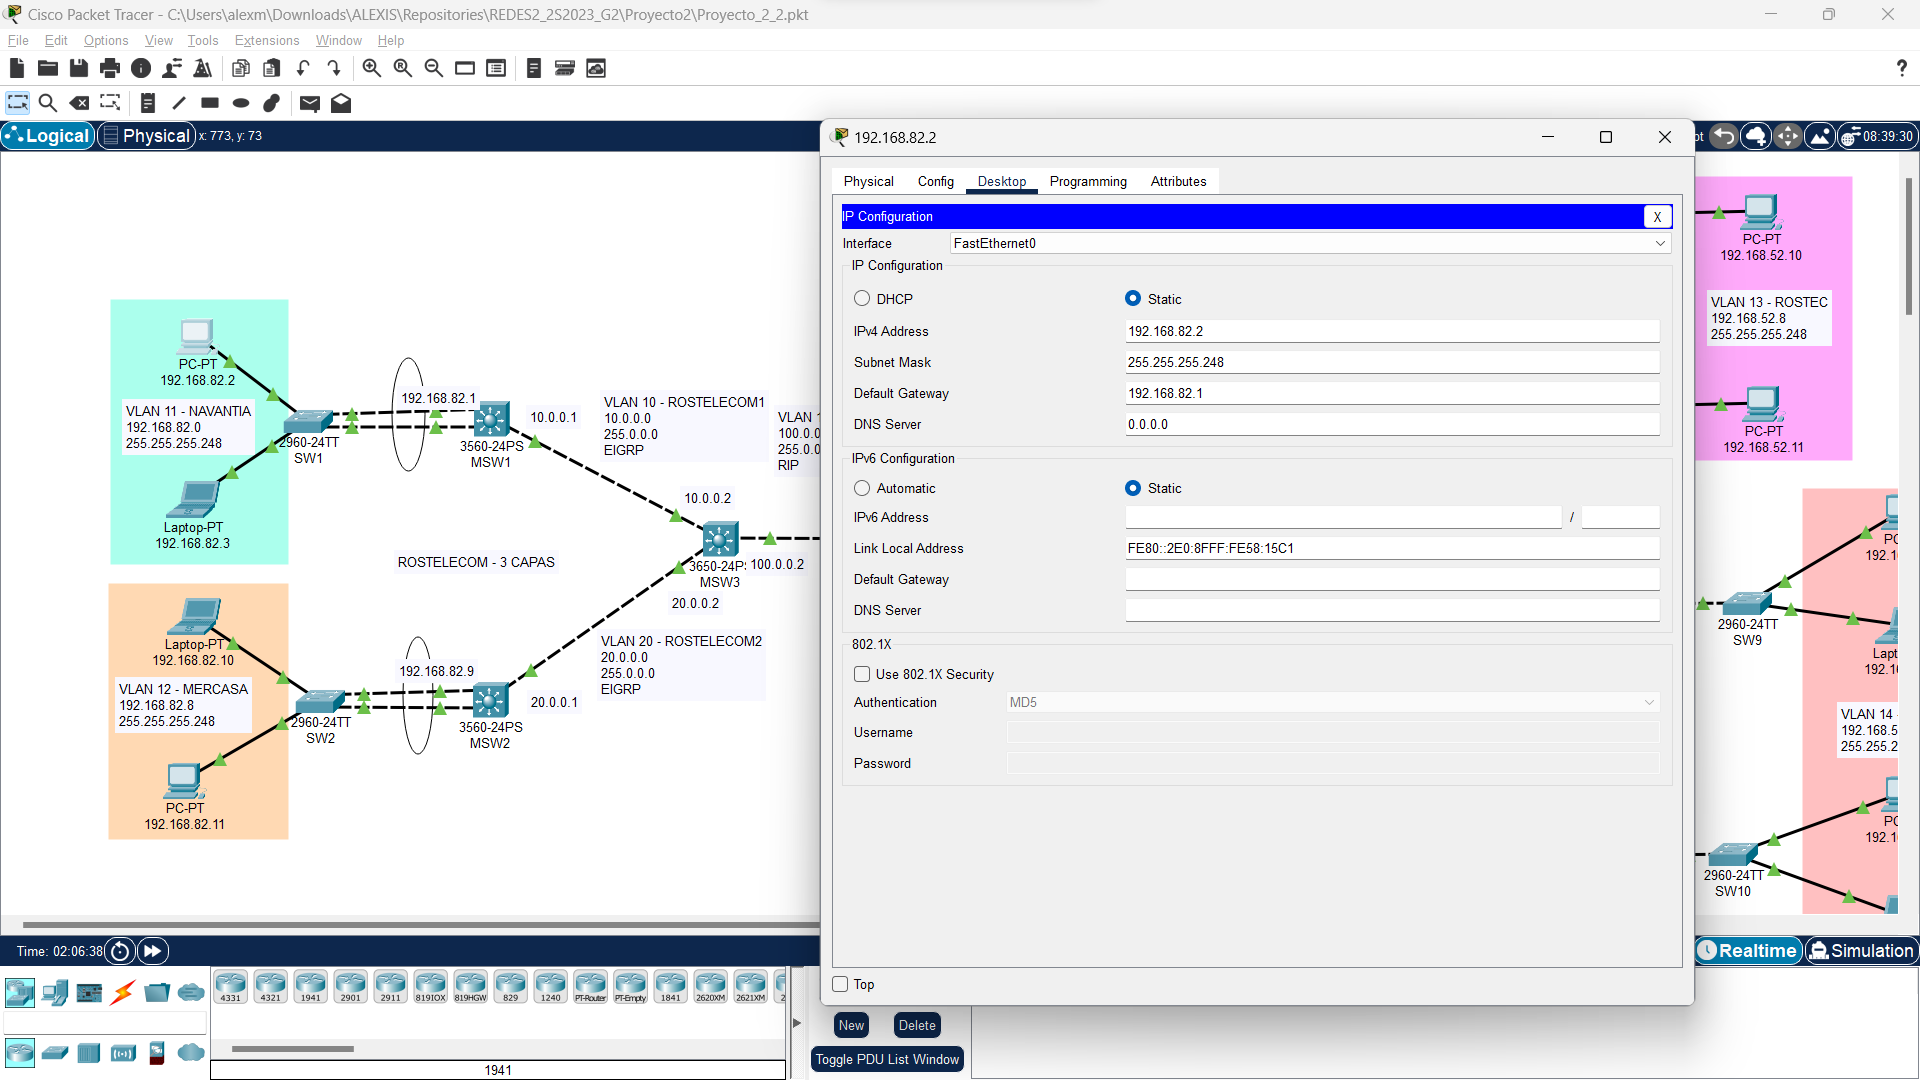 Cisco Packet Tracer - C:\Users\alexm\Downloads\ALEXIS\Repositories\REDES2_2S2023_G2\Proyecto2\Proyecto_2_2.pkt
File Edit Options View Tools Extensions Window Help
?
Logical Physical x: 773, y: 73
08:39:30
PC-PT
192.168.82.2
VLAN 11 - NAVANTIA
192.168.82.0
255.255.255.248
2960-24TT
SW1
Laptop-PT
192.168.82.3
192.168.82.1
3560-24PS
MSW1
10.0.0.1
VLAN 10 - ROSTELECOM1
10.0.0.0
255.0.0.0
EIGRP
VLAN 1
100.0.0
255.0.0
RIP
10.0.0.2
3650-24P
MSW3
100.0.0.2
20.0.0.2
ROSTELECOM - 3 CAPAS
Laptop-PT
192.168.82.10
VLAN 12 - MERCASA
192.168.82.8
255.255.255.248
2960-24TT
SW2
PC-PT
192.168.82.11
192.168.82.9
3560-24PS
MSW2
20.0.0.1
VLAN 20 - ROSTELECOM2
20.0.0.0
255.0.0.0
EIGRP
192.168.82.2
Physical Config Desktop Programming Attributes
IP Configuration
X
Interface FastEthernet0
IP Configuration
DHCP Static
IPv4 Address 192.168.82.2
Subnet Mask 255.255.255.248
Default Gateway 192.168.82.1
DNS Server 0.0.0.0
IPv6 Configuration
Automatic Static
IPv6 Address /
Link Local Address FE80::2E0:8FFF:FE58:15C1
Default Gateway
DNS Server
802.1X
Use 802.1X Security
Authentication MD5
Username
Password
Top
PC-PT
192.168.52.10
VLAN 13 - ROSTEC
192.168.52.8
255.255.255.248
PC-PT
192.168.52.11
2960-24TT
SW9
PC
192.1
Lapt
192.1
VLAN 14
192.168.5
255.255.2
PC
192.1
2960-24TT
SW10
Time: 02:06:38
Realtime Simulation
4331 4321 1941 2901 2911 819IOX 819HGW 829 1240 PT-Router PT-Empty 1841 2620XM 2621XM 2
1941
New Delete
Toggle PDU List Window